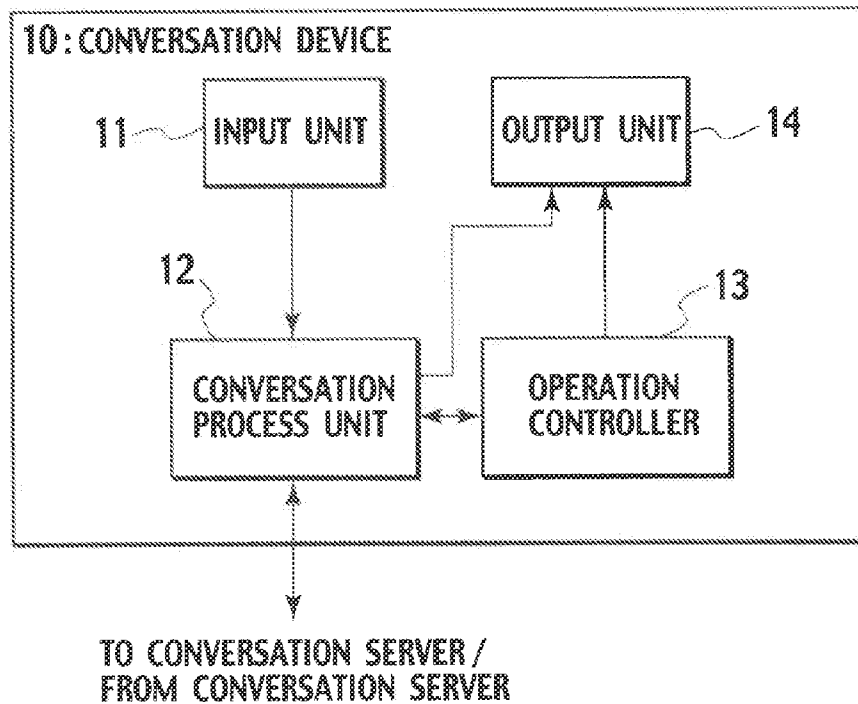 10: CONVERSATION DEVICE
11
INPUT UNIT
OUTPUT UNIT
14
12
13
CONVERSATION
PROCESS UNIT
OPERATION
CONTROLLER
TO CONVERSATION SERVER /
FROM CONVERSATION SERVER